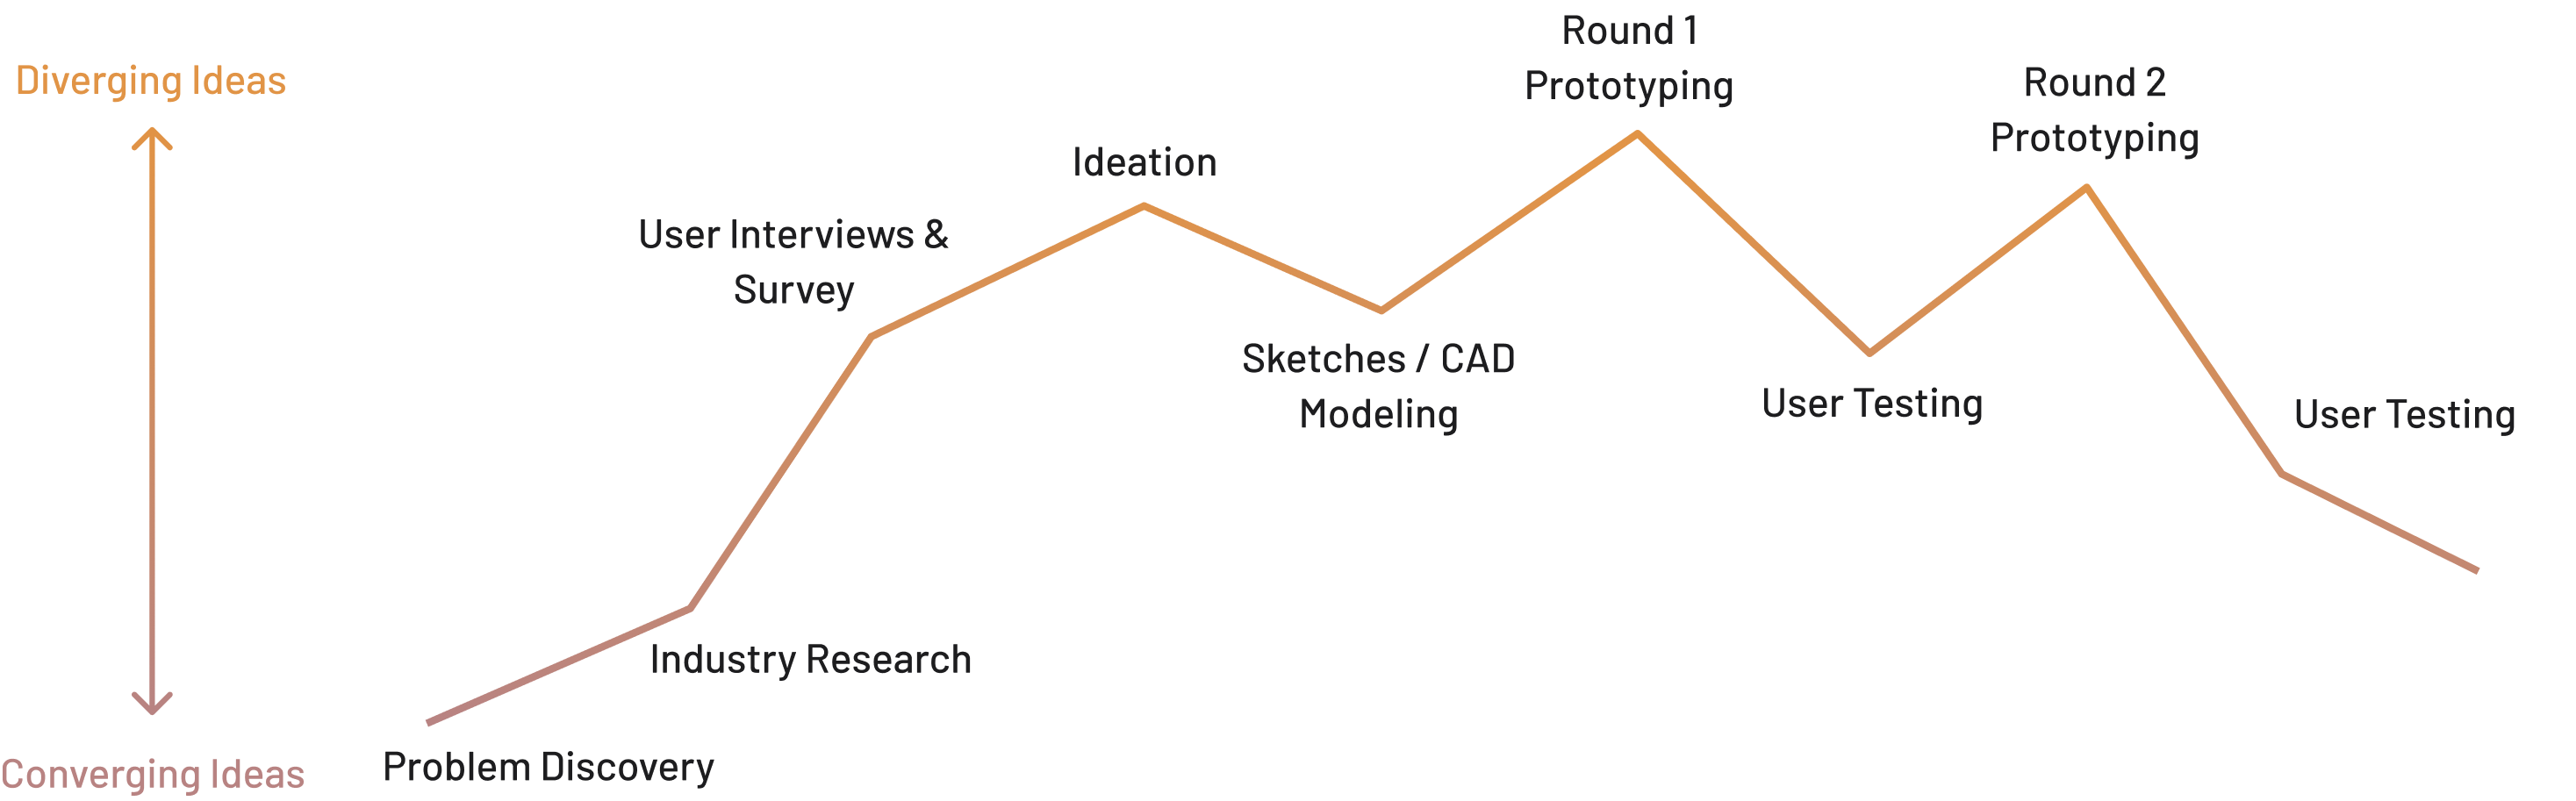 Diverging Ideas
Converging Ideas
Problem Discovery
Industry Research
User Interviews &
Survey
Ideation
Sketches / CAD
Modeling
Round 1
Prototyping
User Testing
Round 2
Prototyping
User Testing